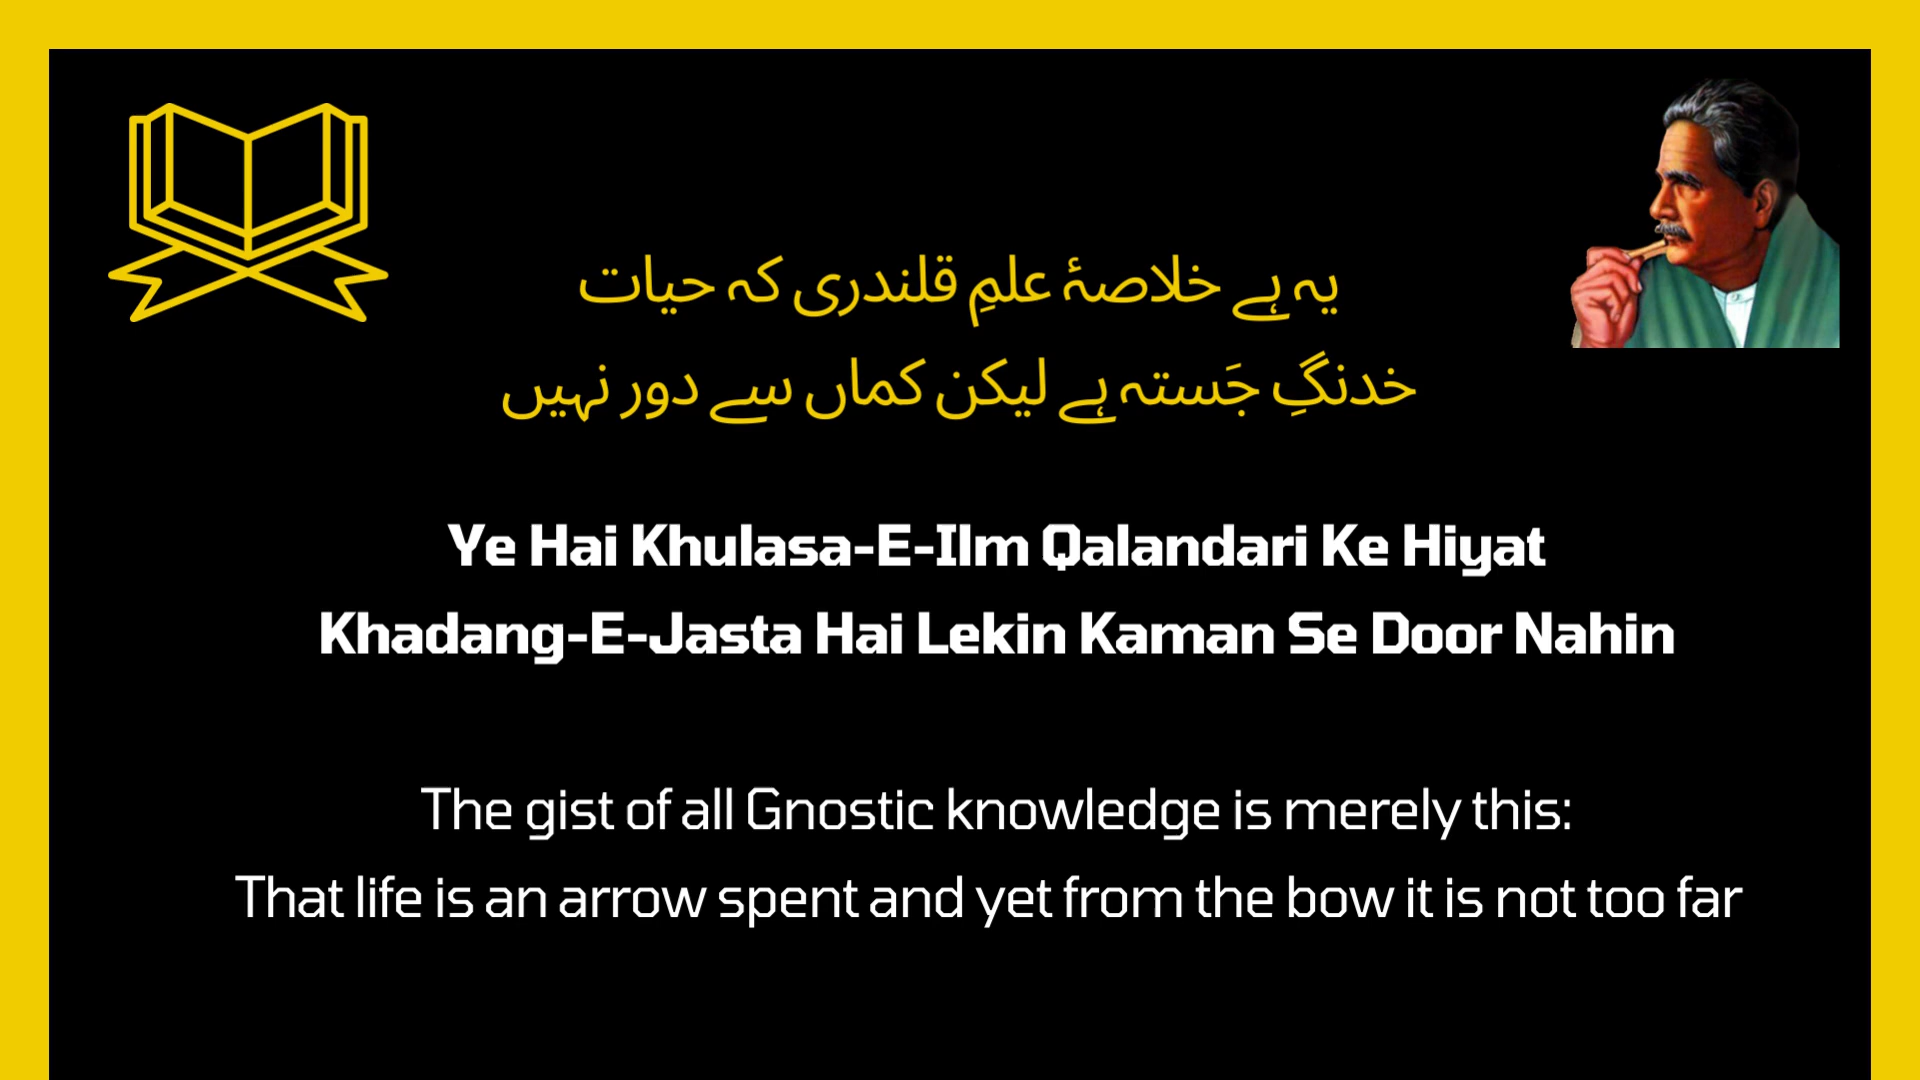 یہ ہے خلاصۂ علمِ قلندری کہ حیات
خدنگِ جَستہ ہے لیکن کماں سے دور نہیں
Ye Hai Khulasa-E-Ilm Qalandari Ke Hiyat
Khadang-E-Jasta Hai Lekin Kaman Se Door Nahin
The gist of all Gnostic knowledge is merely this:
That life is an arrow spent and yet from the bow it is not too far